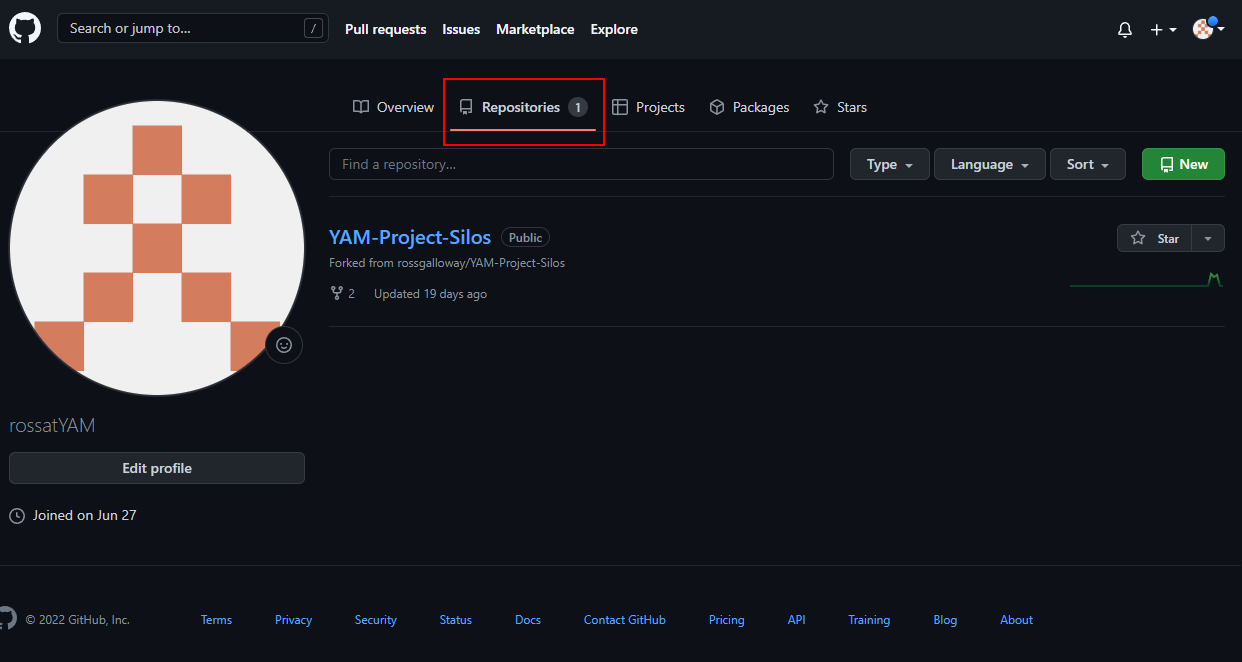 Search or jump to... / Pull requests Issues Marketplace Explore
Overview Repositories 1 Projects Packages Stars
Find a repository... Type Language Sort New
YAM-Project-Silos Public Star
Forked from rossgalloway/YAM-Project-Silos
2 Updated 19 days ago
rossatYAM
Edit profile
Joined on Jun 27
© 2022 GitHub, Inc. Terms Privacy Security Status Docs Contact GitHub Pricing API Training Blog About